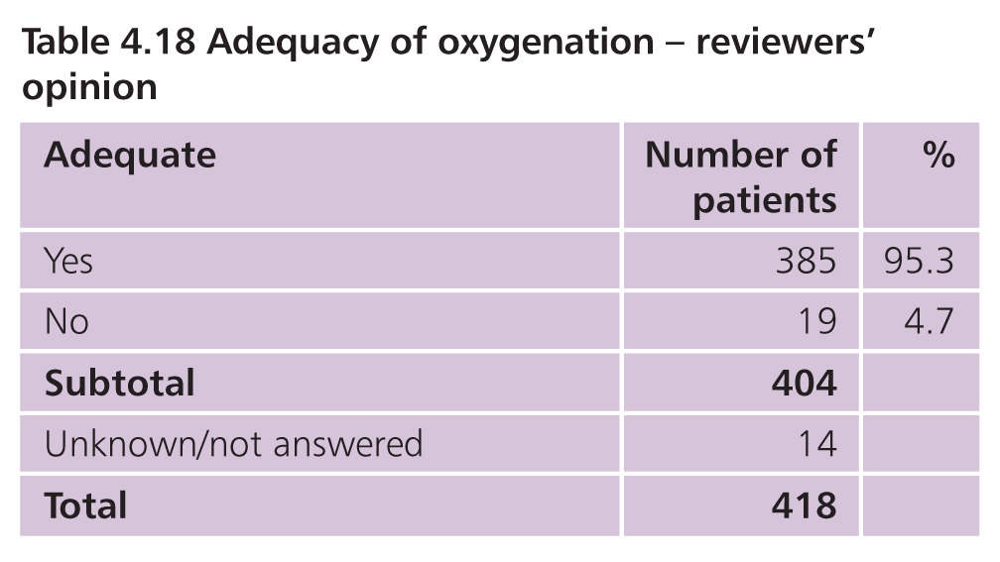 Table 4.18 Adequacy of oxygenation – reviewers’
opinion
Adequate Number of patients %
Yes 385 95.3
No 19 4.7
Subtotal 404
Unknown/not answered 14
Total 418